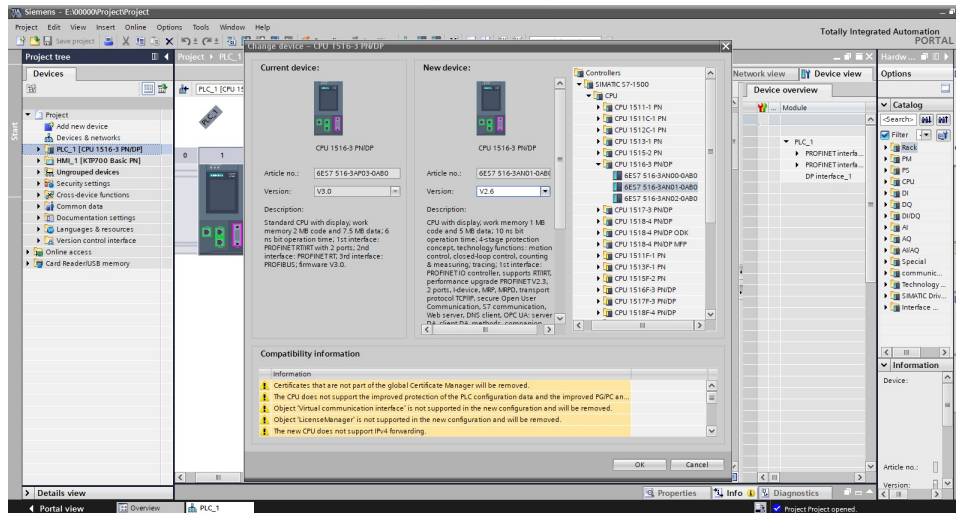 Siemens - E:\00000\Project\Project
Project Edit View Insert Online Options Tools Window Help
Save project
Totally Integrated Automation
PORTAL
Project tree
Project PLC_1
Hardw...
Devices
Network view
Device view
Options
PLC_1 [CPU 15
PLC_1
0 1
Project
Add new device
Devices & networks
PLC_1 [CPU 1516-3 PN/DP]
HMI_1 [KTP700 Basic PN]
Ungrouped devices
Security settings
Cross-device functions
Common data
Documentation settings
Languages & resources
Version control interface
Online access
Card Reader/USB memory
Start
Change device -- CPU 1516-3 PN/DP
Current device:
CPU 1516-3 PN/DP
Article no.: 6ES7 516-3AP03-0AB0
Version: V3.0
Description:
Standard CPU with display; work
memory 2 MB code and 7.5 MB data; 6
ns bit operation time; 1st interface:
PROFINET RT/IRT with 2 ports; 2nd
interface: PROFINET RT, 3rd interface:
PROFIBUS; firmware V3.0.
New device:
CPU 1516-3 PN/DP
Article no.: 6ES7 516-3AN01-0AB0
Version: V2.6
Description:
CPU with display; work memory 1 MB
code and 5 MB data; 10 ns bit
operation time; 4-stage protection
concept, technology functions: motion
control, closed-loop control, counting
& measuring, tracing; 1st interface:
PROFINET IO controller, supports RT/IRT,
performance upgrade PROFINET V2.3,
2 ports, I-device, MRP, MRPD, transport
protocol TCP/IP, secure Open User
Communication, S7 communication,
Web server, DNS client, OPC UA: server
DA, client DA, methods, companion
Controllers
SIMATIC S7-1500
CPU
CPU 1511-1 PN
CPU 1511C-1 PN
CPU 1512C-1 PN
CPU 1513-1 PN
CPU 1515-2 PN
CPU 1516-3 PN/DP
6ES7 516-3AN00-0AB0
6ES7 516-3AN01-0AB0
6ES7 516-3AN02-0AB0
CPU 1517-3 PN/DP
CPU 1518-4 PN/DP
CPU 1518-4 PN/DP ODK
CPU 1518-4 PN/DP MFP
CPU 1511F-1 PN
CPU 1513F-1 PN
CPU 1515F-2 PN
CPU 1516F-3 PN/DP
CPU 1517F-3 PN/DP
CPU 1518F-4 PN/DP
Compatibility information
Information
Certificates that are not part of the global Certificate Manager will be removed.
The CPU does not support the improved protection of the PLC configuration data and the improved PG/PC an...
Object 'Virtual communication interface' is not supported in the new configuration and will be removed.
Object 'LicenseManager' is not supported in the new configuration and will be removed.
The new CPU does not support IPv4 forwarding.
OK Cancel
Device overview
... Module
PLC_1
PROFINET interfa...
PROFINET interfa...
DP interface_1
Catalog
<Search>
Filter
Rack
PM
PS
CPU
DI
DQ
DI/DQ
AI
AQ
AI/AQ
Special
communic...
Technology ...
SIMATIC Driv...
Interface ...
Information
Device:
Article no.:
Version:
Details view
Properties Info Diagnostics
Portal view Overview PLC_1
Project Project opened.